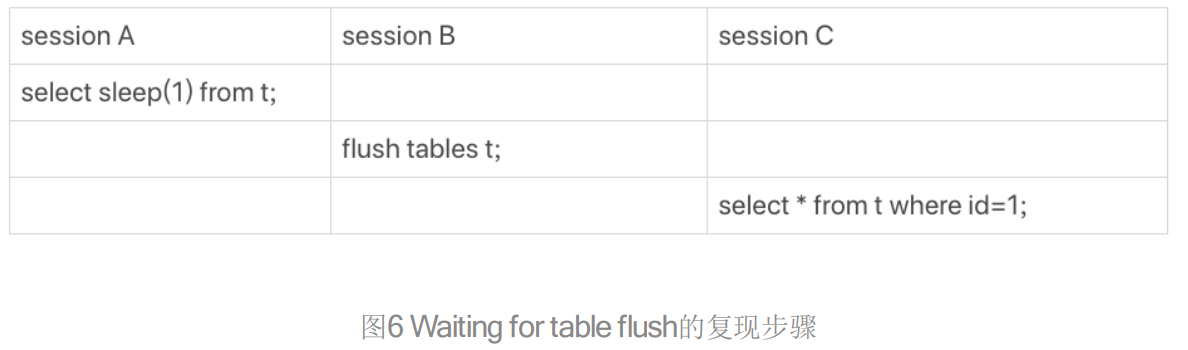 session A session B session C
select sleep(1) from t;
flush tables t;
select * from t where id=1;
图6 Waiting for table flush的复现步骤